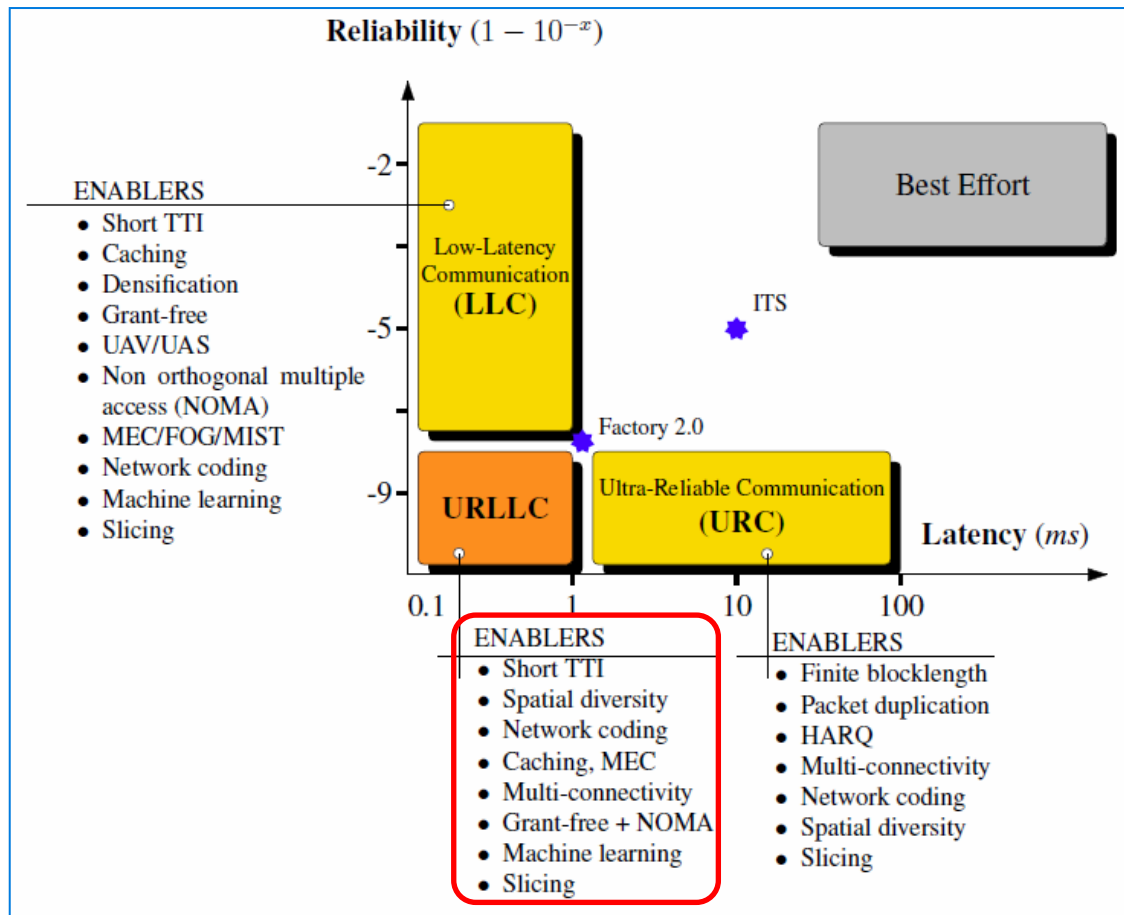 Reliability (1 − 10⁻ˣ)
-2
-5
-9
ENABLERS
● Short TTI
● Caching
● Densification
● Grant-free
● UAV/UAS
● Non orthogonal multiple
access (NOMA)
● MEC/FOG/MIST
● Network coding
● Machine learning
● Slicing
Low-Latency
Communication
(LLC)
Best Effort
ITS
Factory 2.0
URLLC
Ultra-Reliable Communication
(URC)
Latency (ms)
0.1 1 10 100
ENABLERS
● Short TTI
● Spatial diversity
● Network coding
● Caching, MEC
● Multi-connectivity
● Grant-free + NOMA
● Machine learning
● Slicing
ENABLERS
● Finite blocklength
● Packet duplication
● HARQ
● Multi-connectivity
● Network coding
● Spatial diversity
● Slicing